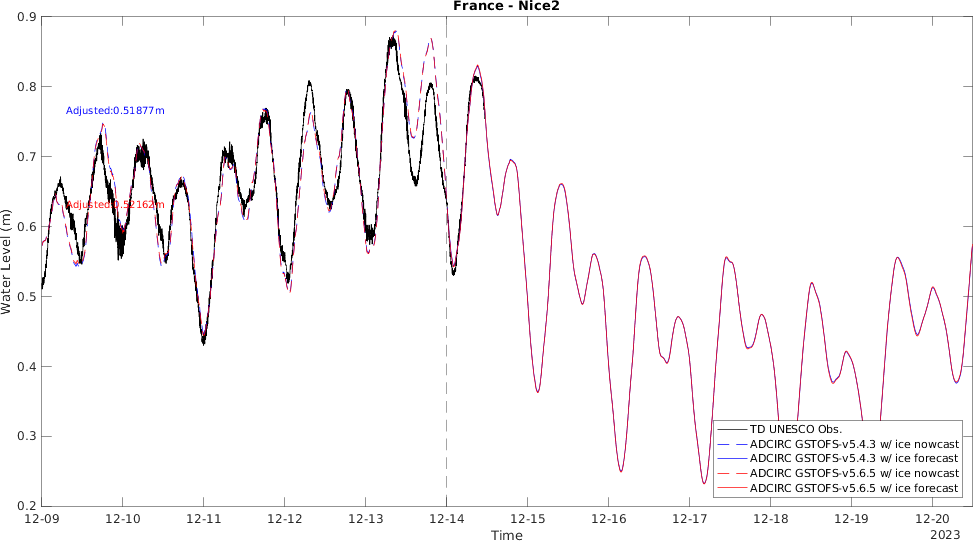 France - Nice2
0.9
0.8
0.7
0.6
0.5
0.4
0.3
0.2
Water Level (m)
Adjusted:0.51877m
Adjusted:0.52162m
TD UNESCO Obs.
ADCIRC GSTOFS-v5.4.3 w/ ice nowcast
ADCIRC GSTOFS-v5.4.3 w/ ice forecast
ADCIRC GSTOFS-v5.6.5 w/ ice nowcast
ADCIRC GSTOFS-v5.6.5 w/ ice forecast
12-09 12-10 12-11 12-12 12-13 12-14 12-15 12-16 12-17 12-18 12-19 12-20
Time
2023